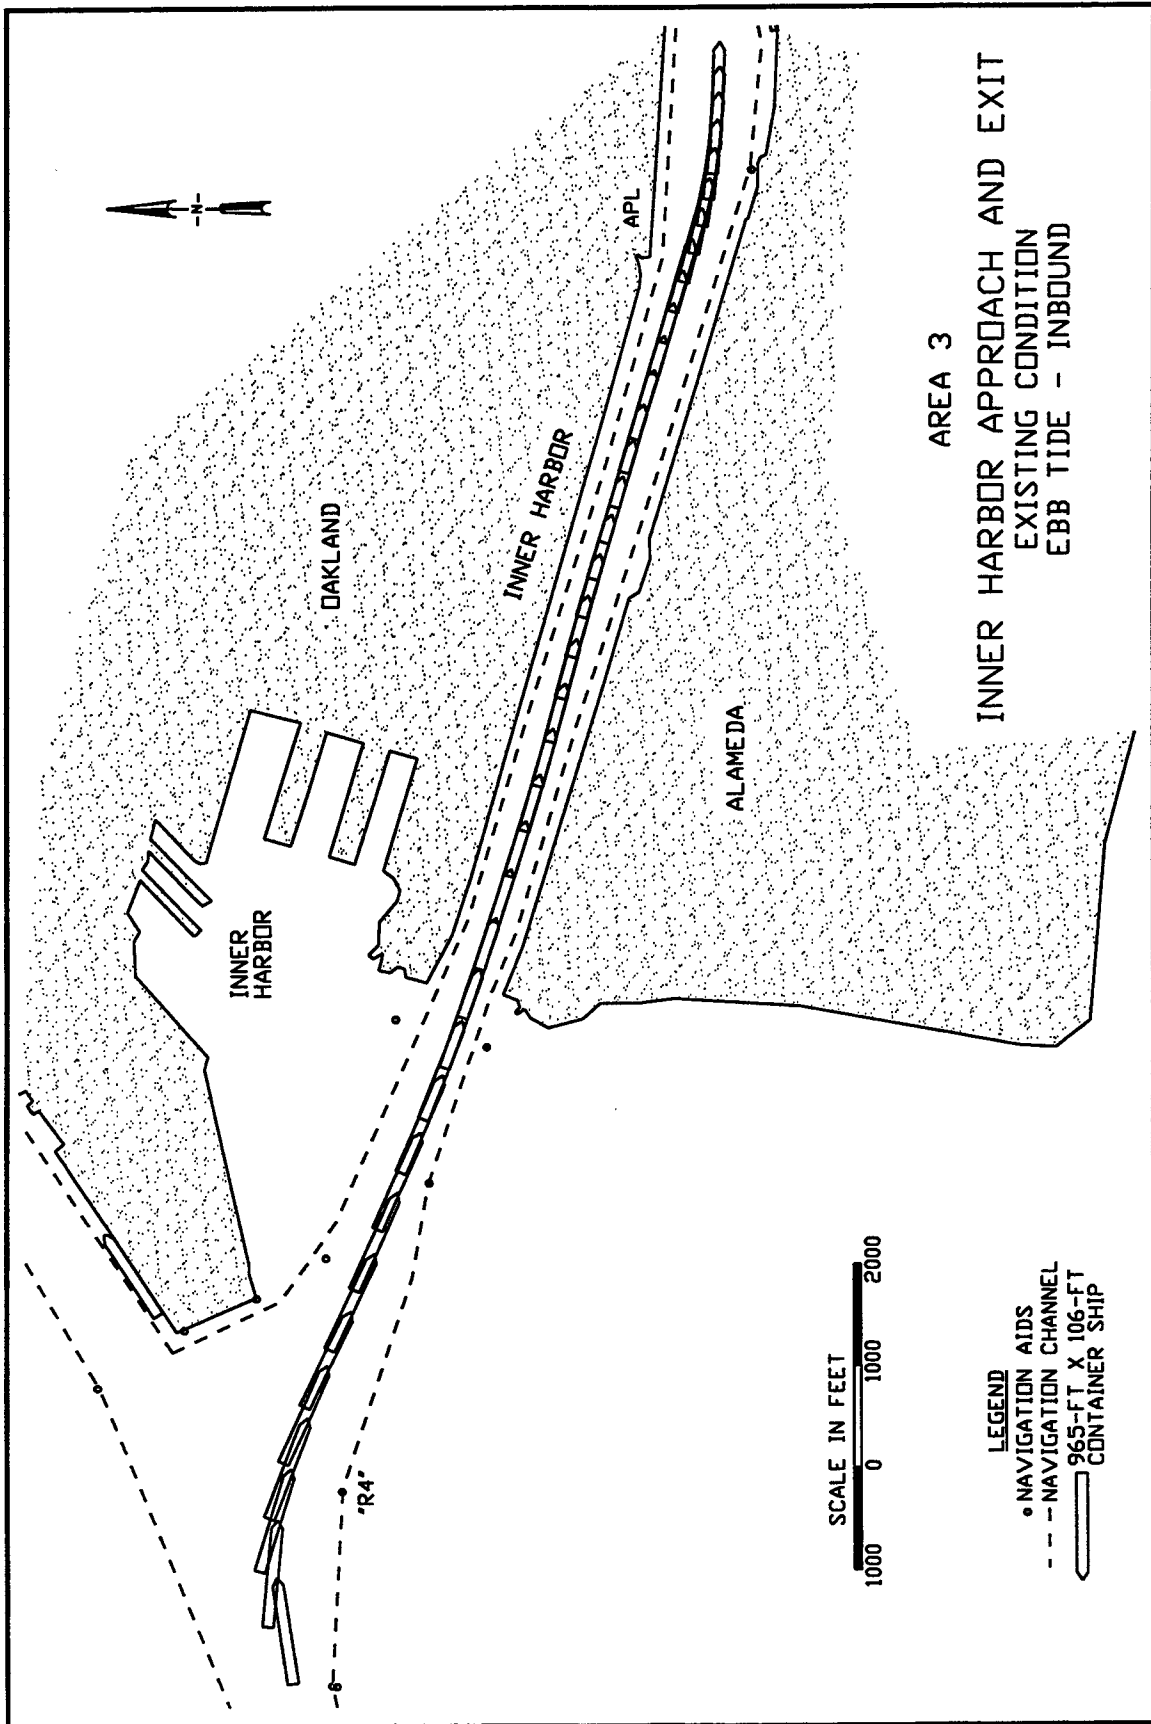 -N-
APL
OAKLAND
INNER HARBOR
INNER
HARBOR
ALAMEDA
"R4"
AREA 3
INNER HARBOR APPROACH AND EXIT
EXISTING CONDITION
EBB TIDE - INBOUND
SCALE IN FEET
1000 0 1000 2000
LEGEND
NAVIGATION AIDS
NAVIGATION CHANNEL
965-FT X 106-FT
CONTAINER SHIP